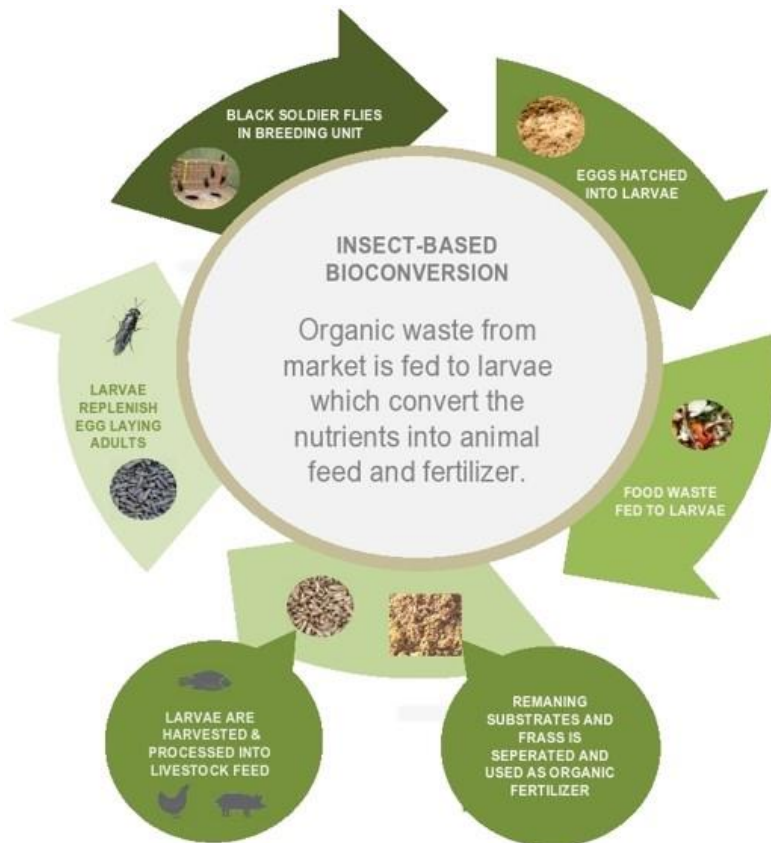 BLACK SOLDIER FLIES
IN BREEDING UNIT
EGGS HATCHED
INTO LARVAE
INSECT-BASED
BIOCONVERSION
Organic waste from
market is fed to larvae
which convert the
nutrients into animal
feed and fertilizer.
FOOD WASTE
FED TO LARVAE
LARVAE
REPLENISH
EGG LAYING
ADULTS
LARVAE ARE
HARVESTED &
PROCESSED INTO
LIVESTOCK FEED
REMANING
SUBSTRATES AND
FRASS IS
SEPERATED AND
USED AS ORGANIC
FERTILIZER